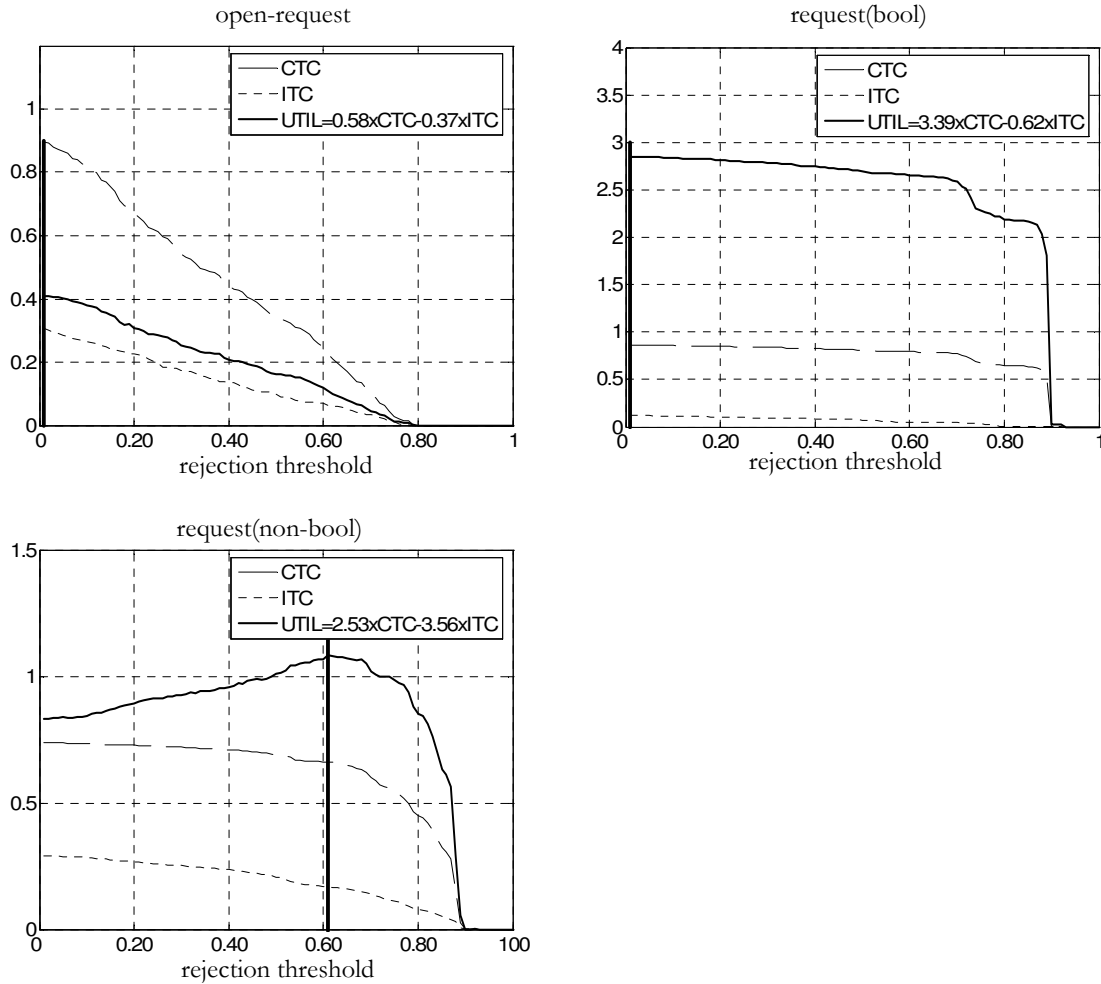 open-request
CTC
ITC
UTIL=0.58xCTC-0.37xITC
1
0.8
0.6
0.4
0.2
0
0 0.20 0.40 0.60 0.80 1
rejection threshold
request(bool)
CTC
ITC
UTIL=3.39xCTC-0.62xITC
4
3.5
3
2.5
2
1.5
1
0.5
0
0 0.20 0.40 0.60 0.80 1
rejection threshold
request(non-bool)
CTC
ITC
UTIL=2.53xCTC-3.56xITC
1.5
1
0.5
0
0 0.20 0.40 0.60 0.80 100
rejection threshold